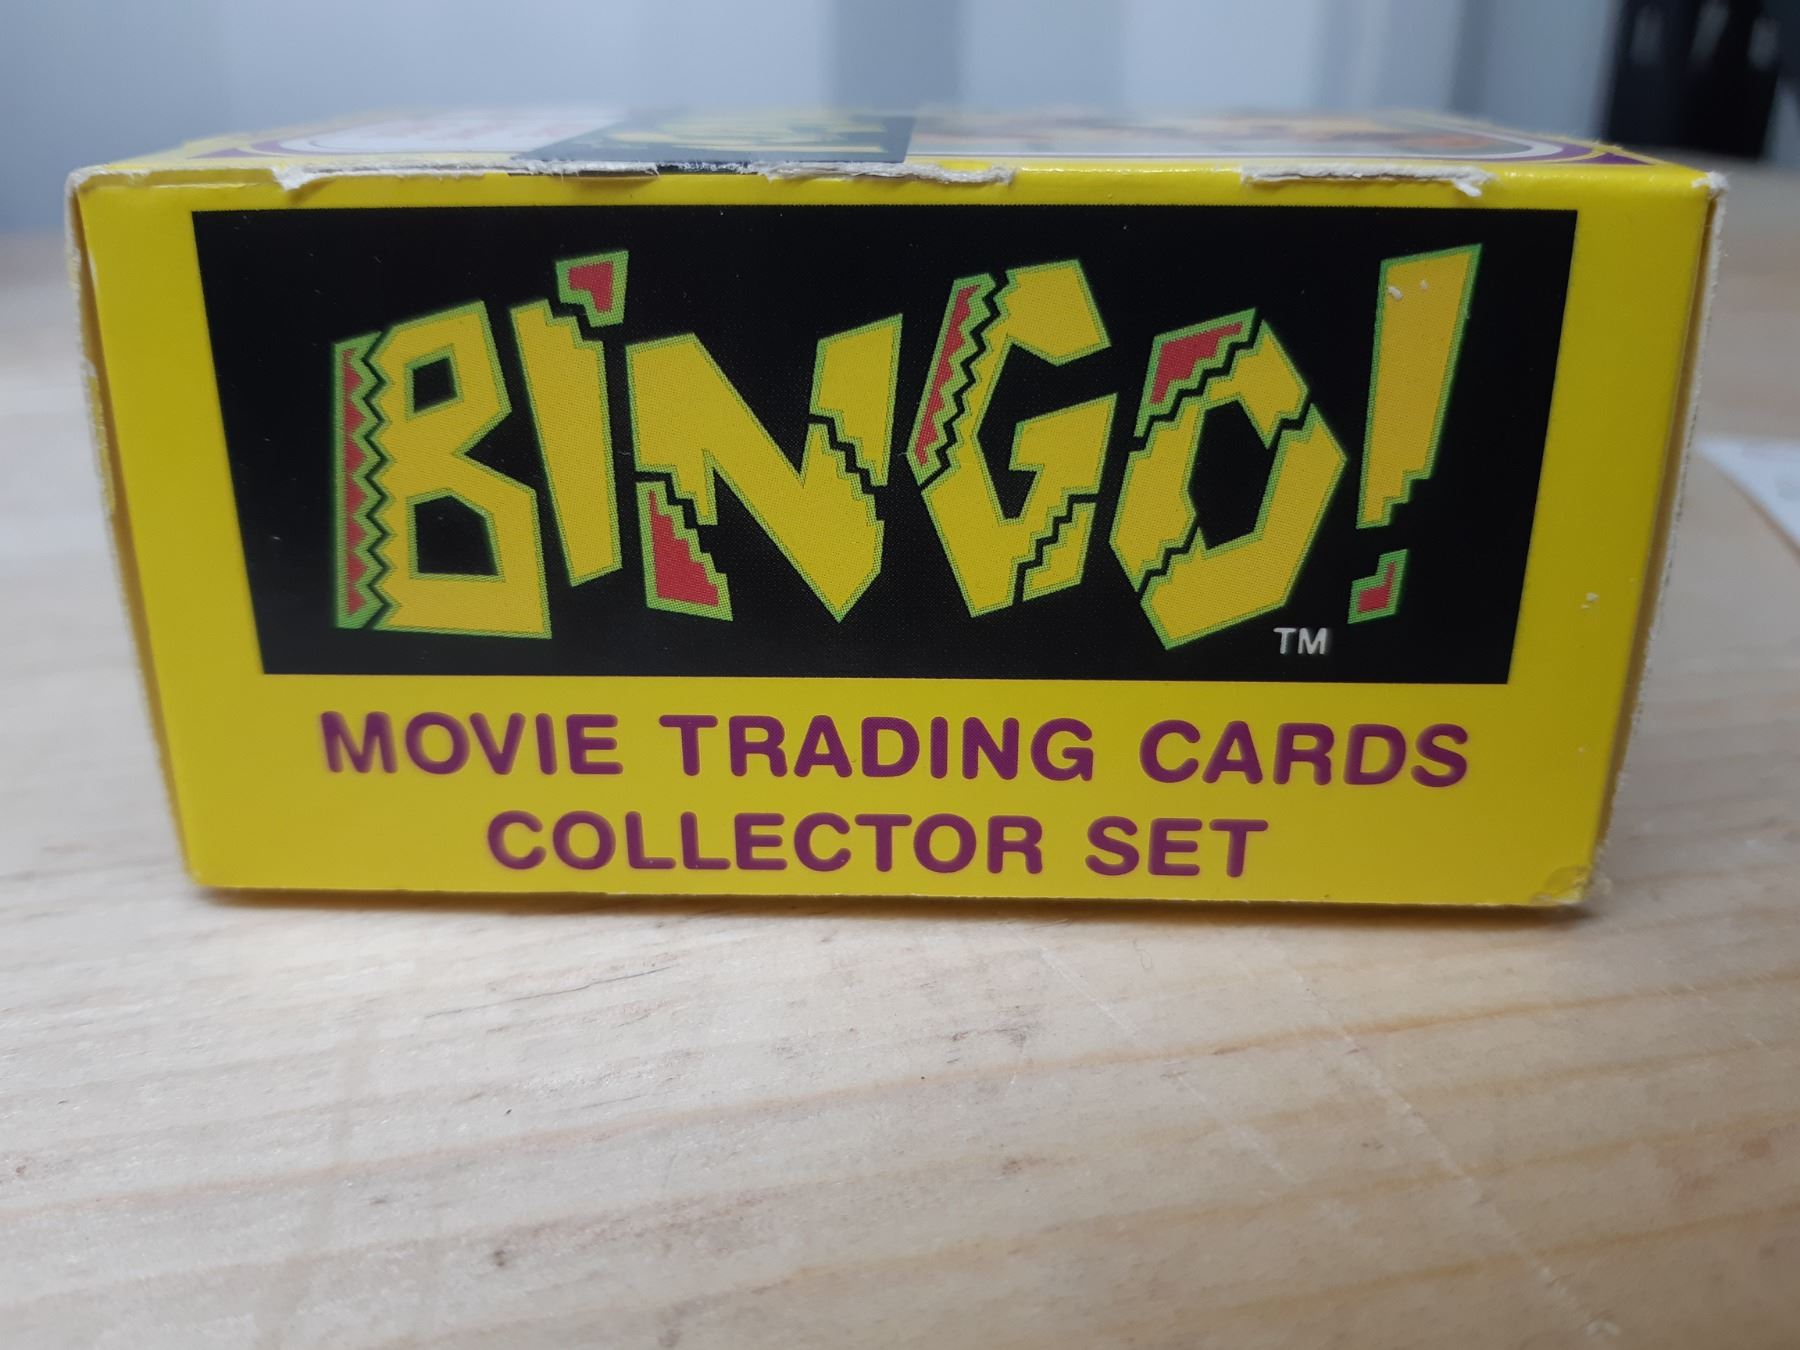 BiNGO!
TM
MOVIE TRADING CARDS
COLLECTOR SET